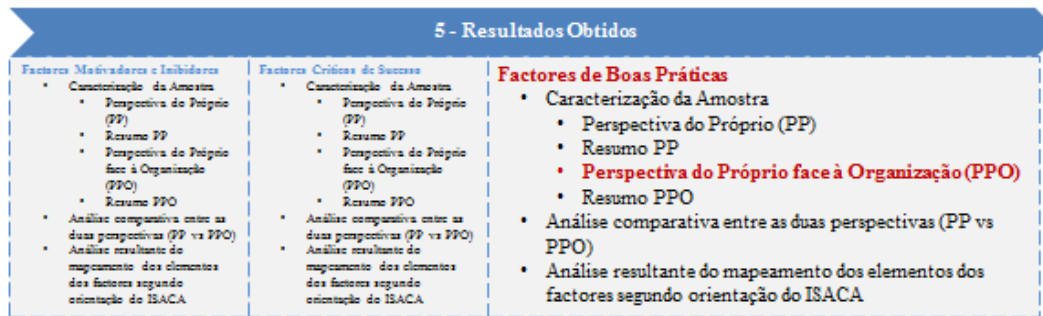 5 - Resultados Obtidos
Factores Motivadores e Inibidores
• Caracterização da Amostra
• Perspectiva do Próprio
(PP)
• Resumo PP
• Perspectiva do Próprio
face à Organização
(PPO)
• Resumo PPO
• Análise comparativa entre as
duas perspectivas (PP vs PPO)
• Análise resultante do
mapeamento dos elementos
dos factores segundo
orientação do ISACA
Factores Críticos de Sucesso
• Caracterização da Amostra
• Perspectiva do Próprio
(PP)
• Resumo PP
• Perspectiva do Próprio
face à Organização
(PPO)
• Resumo PPO
• Análise comparativa entre as
duas perspectivas (PP vs PPO)
• Análise resultante do
mapeamento dos elementos
dos factores segundo
orientação do ISACA
Factores de Boas Práticas
• Caracterização da Amostra
• Perspectiva do Próprio (PP)
• Resumo PP
• Perspectiva do Próprio face à Organização (PPO)
• Resumo PPO
• Análise comparativa entre as duas perspectivas (PP vs
PPO)
• Análise resultante do mapeamento dos elementos dos
factores segundo orientação do ISACA